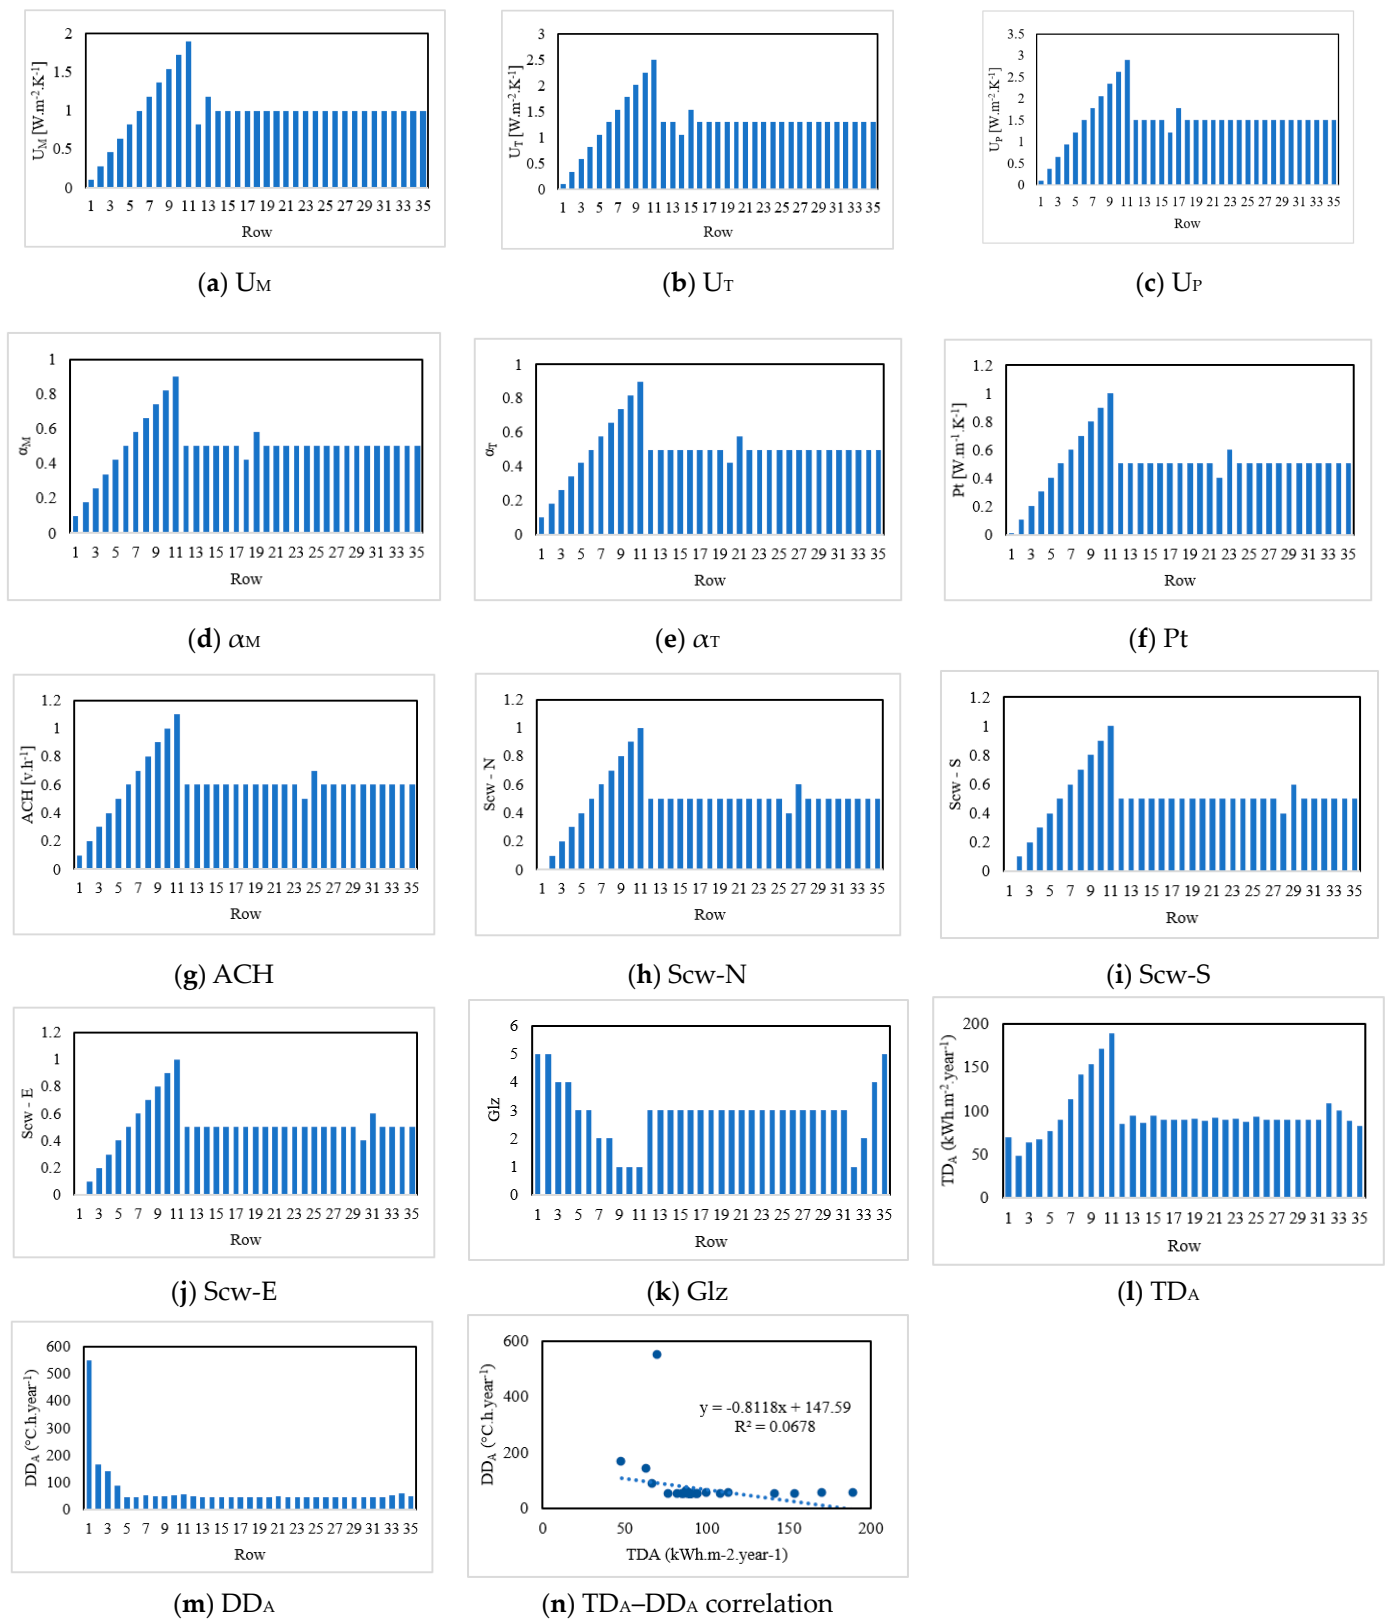 2
1.5
1
0.5
0
U_M [W.m-2.K-1]
1 3 5 7 9 11 13 15 17 19 21 23 25 27 29 31 33 35
Row
(a) UM
3
2.5
2
1.5
1
0.5
0
U_T [W.m-2.K-1]
1 3 5 7 9 11 13 15 17 19 21 23 25 27 29 31 33 35
Row
(b) UT
3.5
3
2.5
2
1.5
1
0.5
0
U_P [W.m-2.K-1]
1 3 5 7 9 11 13 15 17 19 21 23 25 27 29 31 33 35
Row
(c) UP
1
0.8
0.6
0.4
0.2
0
α_M
1 3 5 7 9 11 13 15 17 19 21 23 25 27 29 31 33 35
Row
(d) αM
1
0.8
0.6
0.4
0.2
0
α_T
1 3 5 7 9 11 13 15 17 19 21 23 25 27 29 31 33 35
Row
(e) αT
1.2
1
0.8
0.6
0.4
0.2
0
Pt [W.m-1.K-1]
1 3 5 7 9 11 13 15 17 19 21 23 25 27 29 31 33 35
Row
(f) Pt
1.2
1
0.8
0.6
0.4
0.2
0
ACH [v.h-1]
1 3 5 7 9 11 13 15 17 19 21 23 25 27 29 31 33 35
Row
(g) ACH
1.2
1
0.8
0.6
0.4
0.2
0
Scw - N
1 3 5 7 9 11 13 15 17 19 21 23 25 27 29 31 33 35
Row
(h) Scw-N
1.2
1
0.8
0.6
0.4
0.2
0
Scw - S
1 3 5 7 9 11 13 15 17 19 21 23 25 27 29 31 33 35
Row
(i) Scw-S
1.2
1
0.8
0.6
0.4
0.2
0
Scw - E
1 3 5 7 9 11 13 15 17 19 21 23 25 27 29 31 33 35
Row
(j) Scw-E
6
5
4
3
2
1
0
Glz
1 3 5 7 9 11 13 15 17 19 21 23 25 27 29 31 33 35
Row
(k) Glz
200
150
100
50
0
TD_A (kWh.m-2.year-1)
1 3 5 7 9 11 13 15 17 19 21 23 25 27 29 31 33 35
Row
(l) TDA
600
500
400
300
200
100
0
DD_A (°C.h.year-1)
1 3 5 7 9 11 13 15 17 19 21 23 25 27 29 31 33 35
Row
(m) DDA
600
400
200
0
DD_A (°C.h.year-1)
y = -0.8118x + 147.59
R² = 0.0678
0 50 100 150 200
TDA (kWh.m-2.year-1)
(n) TDA–DDA correlation